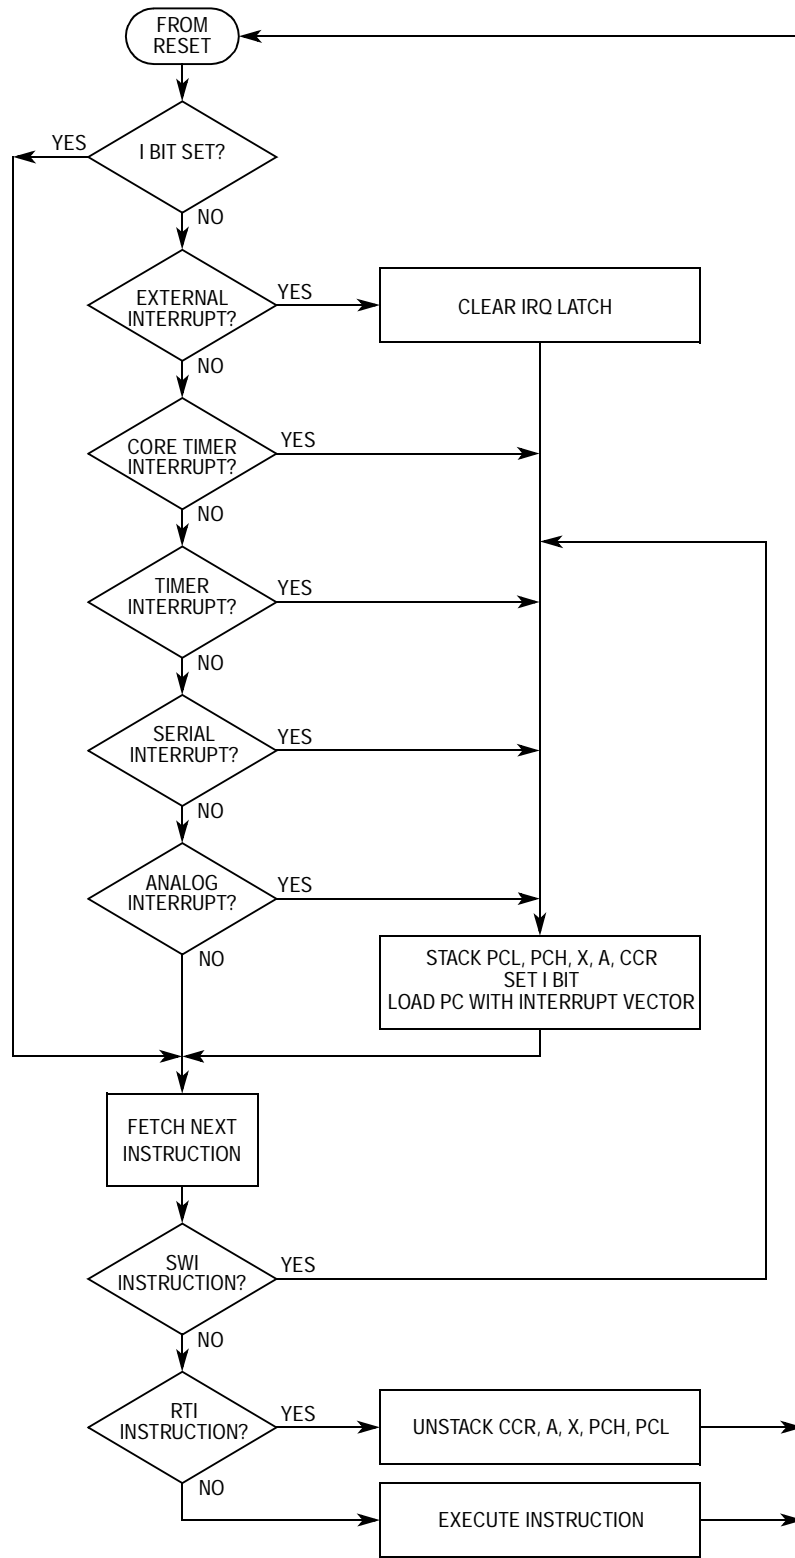 FROM
RESET
YES
I BIT SET?
NO
EXTERNAL
INTERRUPT?
YES
CLEAR IRQ LATCH
NO
CORE TIMER
INTERRUPT?
YES
NO
TIMER
INTERRUPT?
YES
NO
SERIAL
INTERRUPT?
YES
NO
ANALOG
INTERRUPT?
YES
NO
STACK PCL, PCH, X, A, CCR
SET I BIT
LOAD PC WITH INTERRUPT VECTOR
FETCH NEXT
INSTRUCTION
SWI
INSTRUCTION?
YES
NO
RTI
INSTRUCTION?
YES
UNSTACK CCR, A, X, PCH, PCL
NO
EXECUTE INSTRUCTION